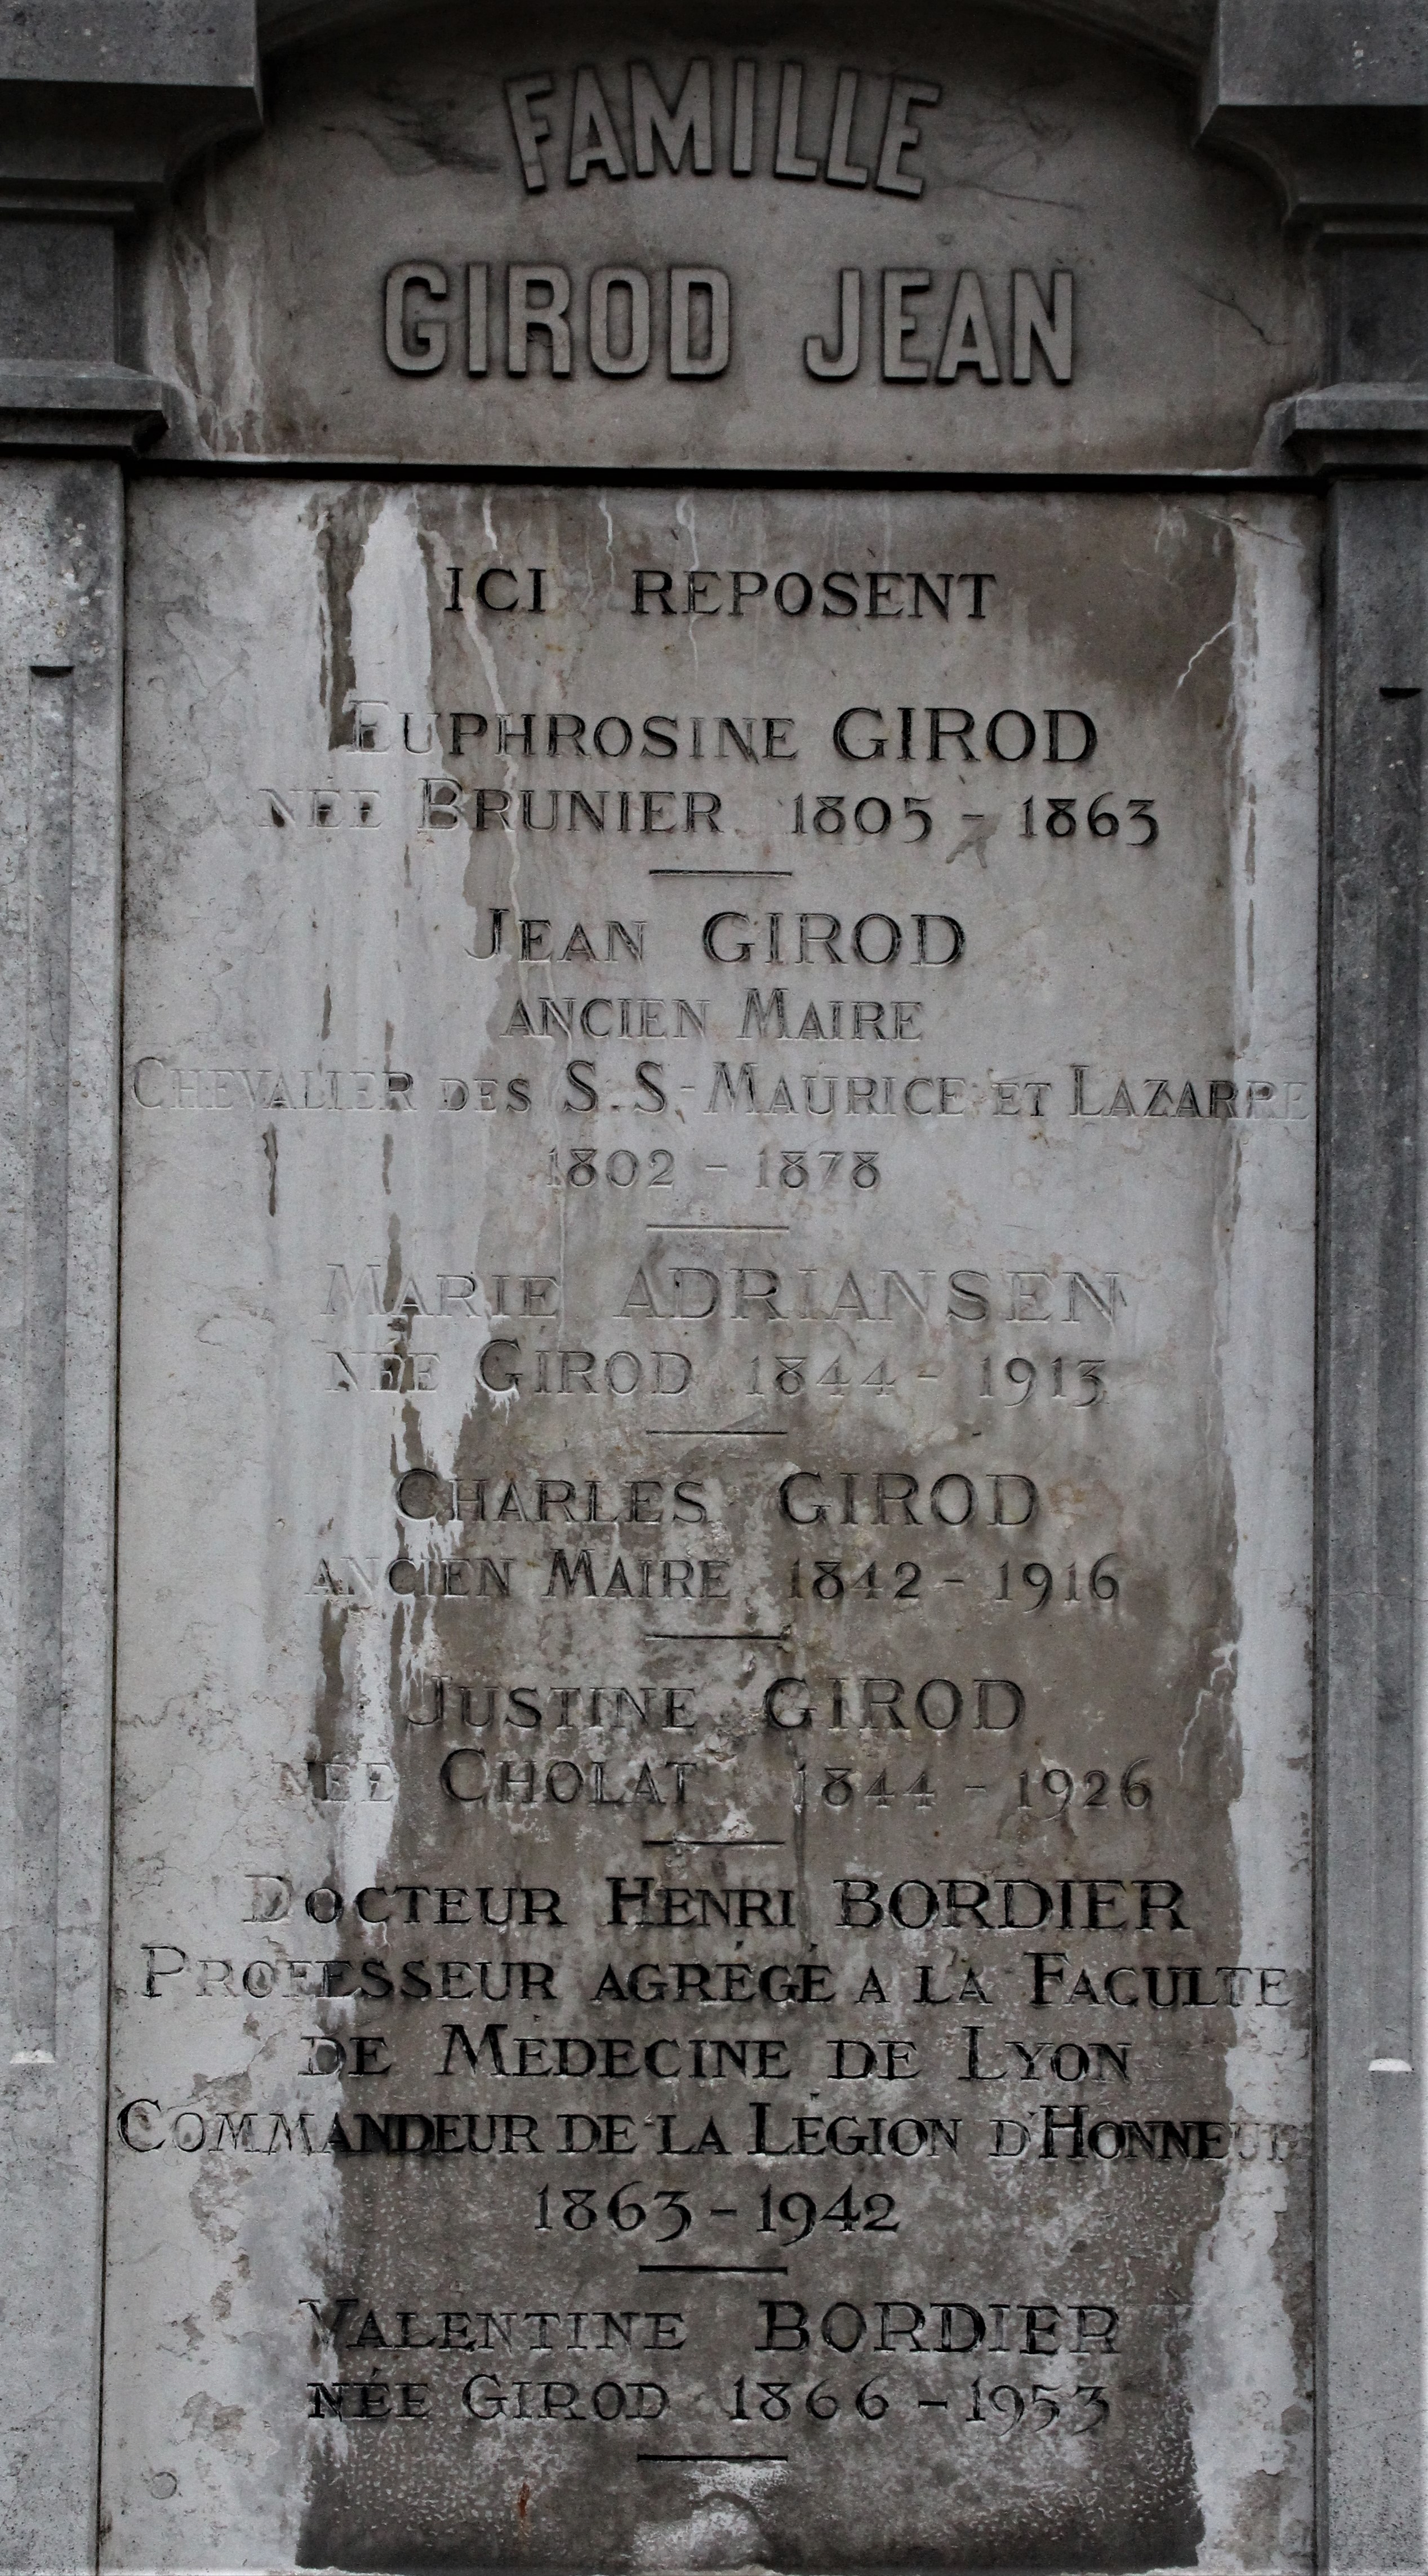 FAMILLE
GIROD JEAN
ICI REPOSENT
EUPHROSINE GIROD
NÉE BRUNIER 1805 - 1863
JEAN GIROD
ANCIEN MAIRE
CHEVALIER DES S.S. MAURICE ET LAZARRE
1802 - 1878
MARIE ADRIANSEN
NÉE GIROD 1844 - 1913
CHARLES GIROD
ANCIEN MAIRE 1842 - 1916
JUSTINE GIROD
NÉE CHOLAT 1844 - 1926
DOCTEUR HENRI BORDIER
PROFESSEUR AGRÉGÉ A LA FACULTE
DE MÉDECINE DE LYON
COMMANDEUR DE LA LÉGION D'HONNEUR
1863 - 1942
VALENTINE BORDIER
NÉE GIROD 1866 - 1953